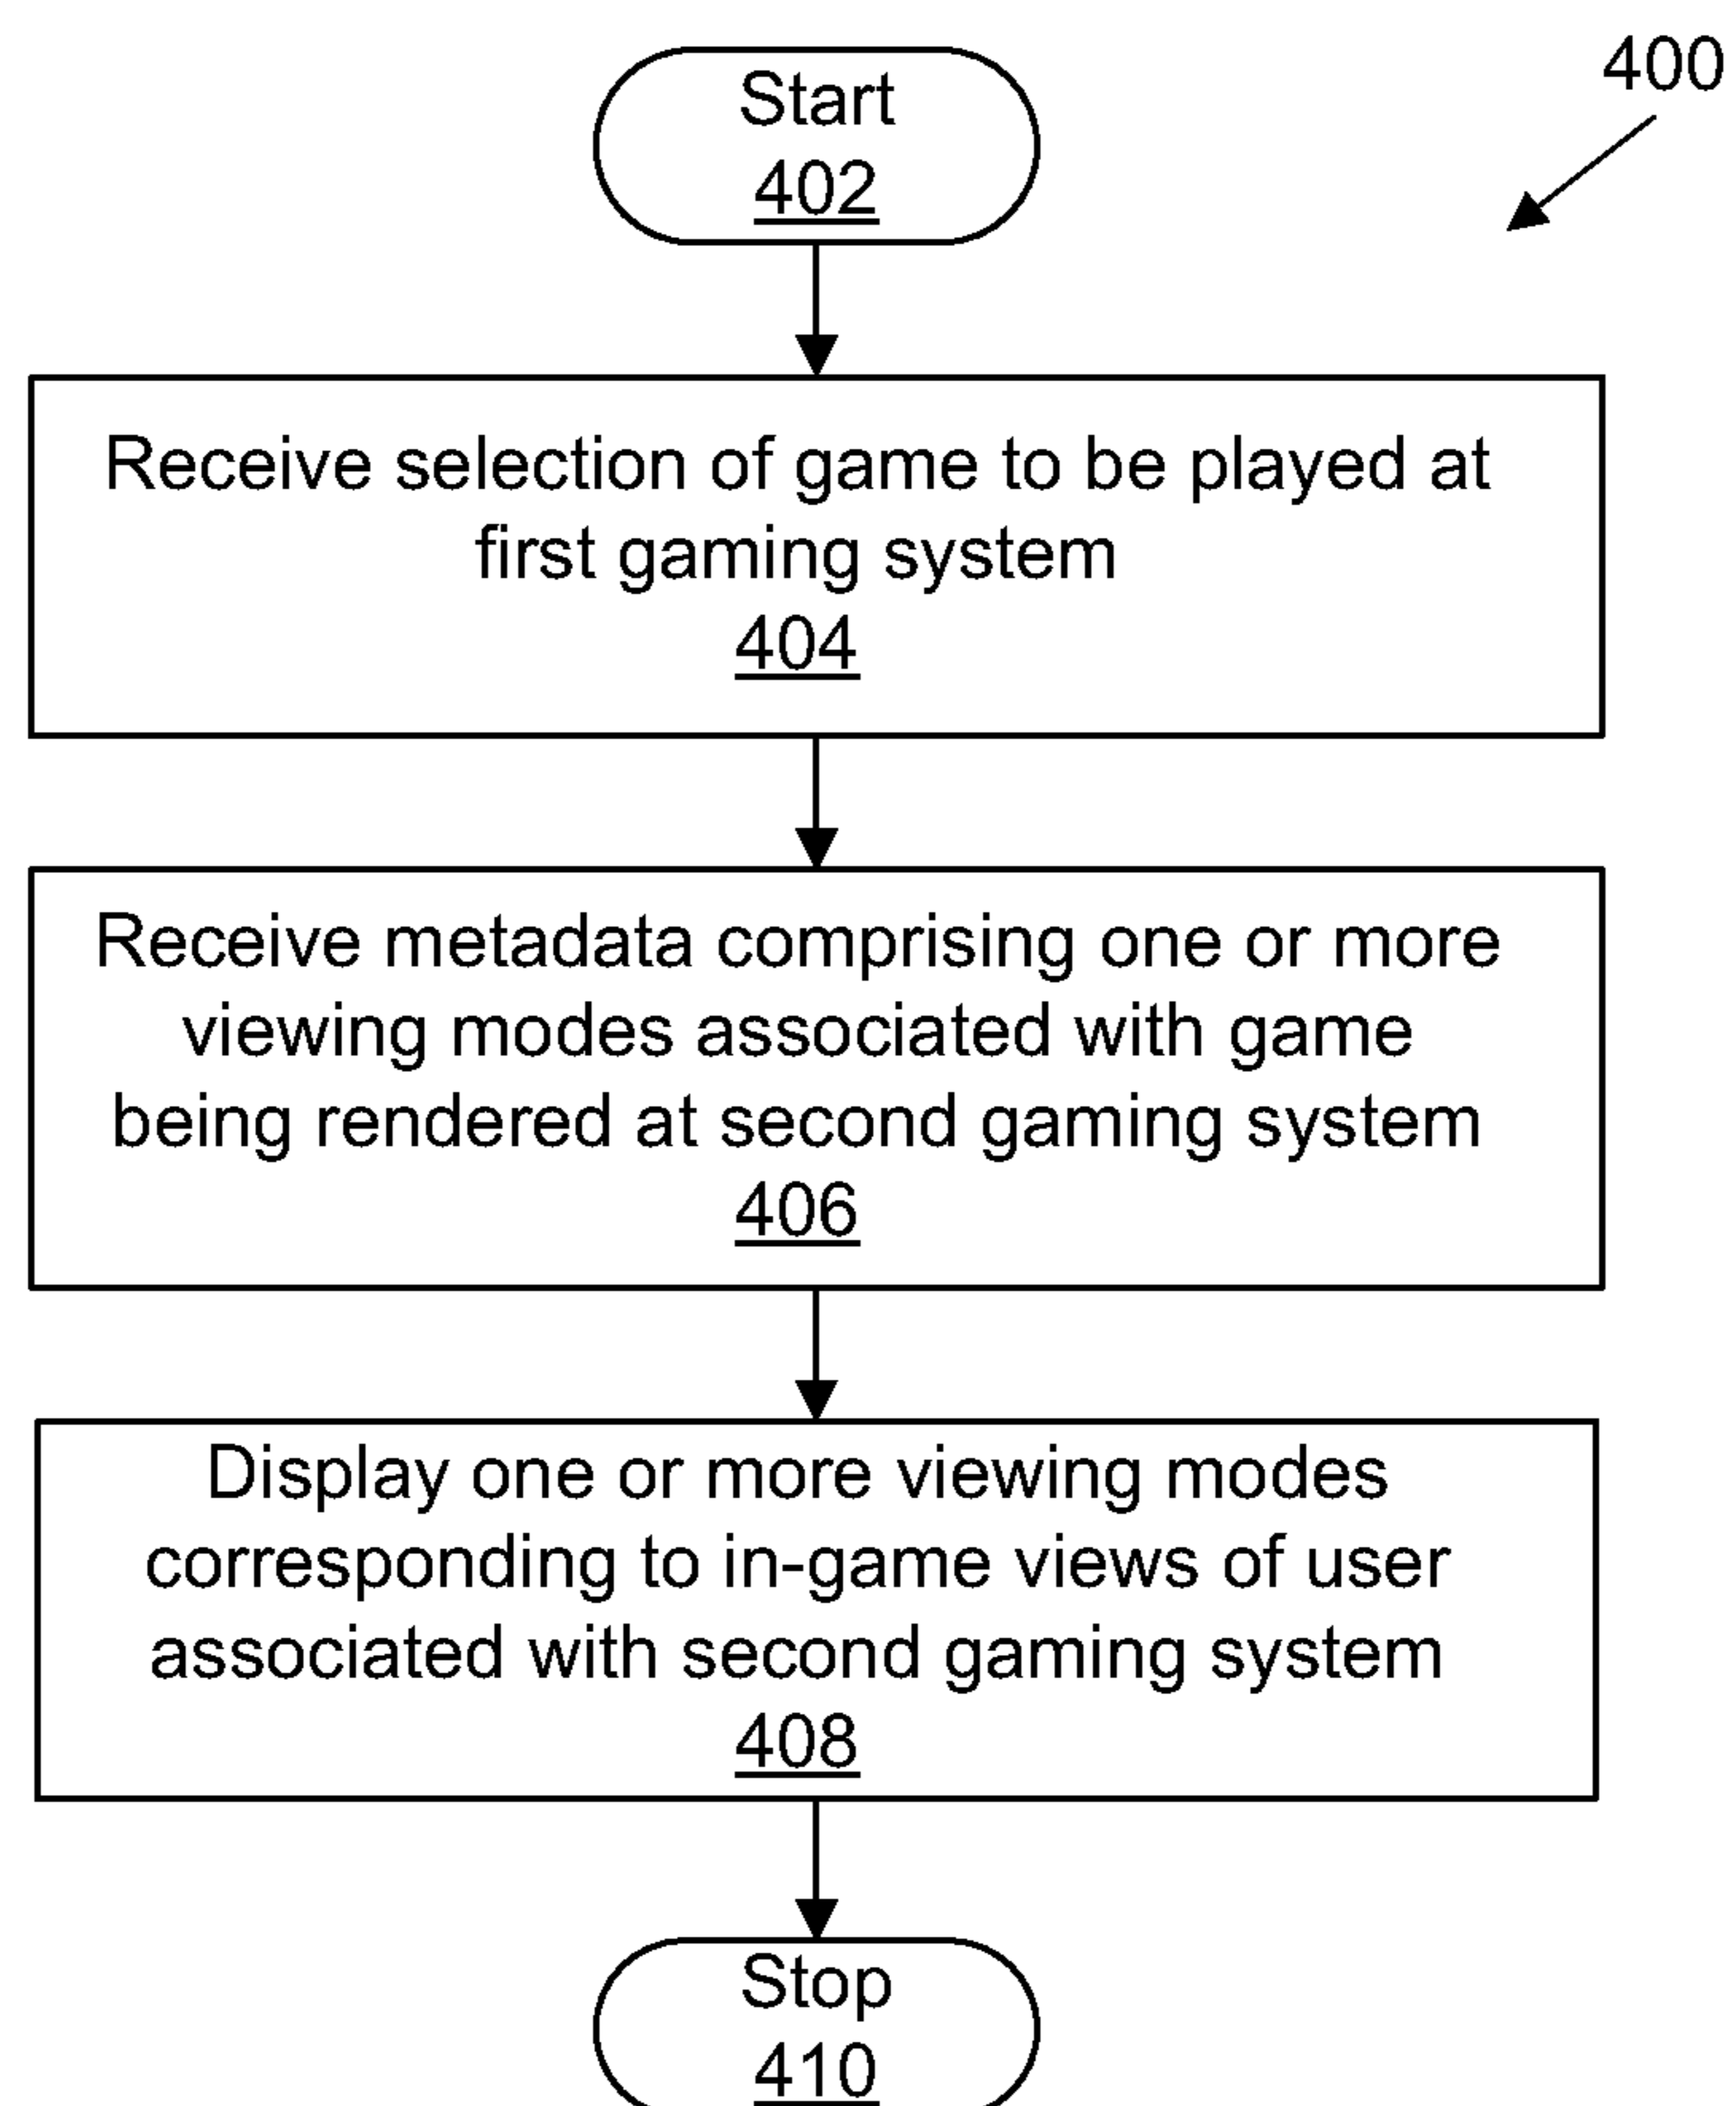 400
Start
402
Receive selection of game to be played at
first gaming system
404
Receive metadata comprising one or more
viewing modes associated with game
being rendered at second gaming system
406
Display one or more viewing modes
corresponding to in-game views of user
associated with second gaming system
408
Stop
410